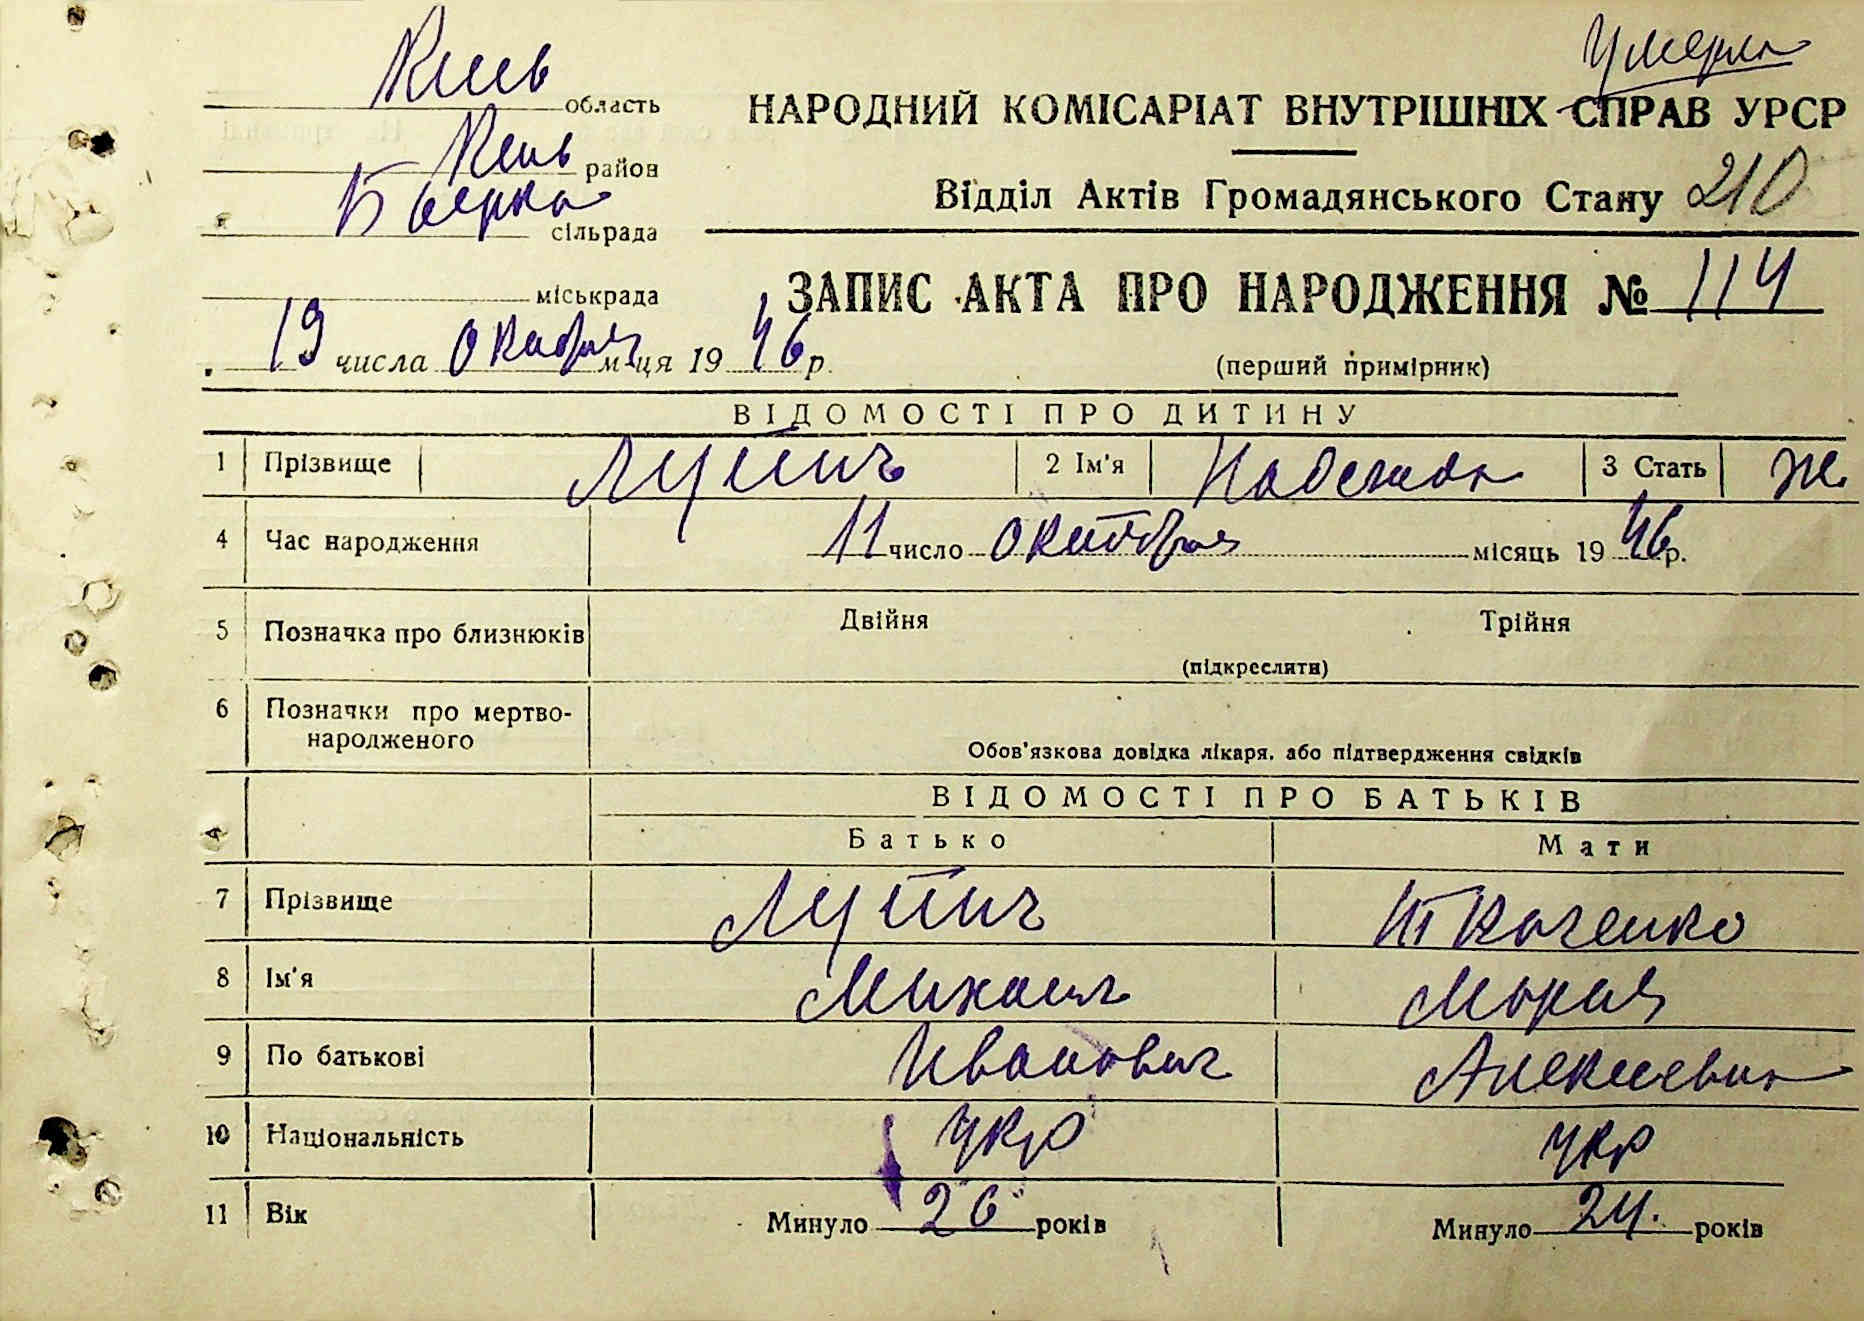 Умерла
Киев область
НАРОДНИЙ КОМІСАРІАТ ВНУТРІШНІХ СПРАВ УРСР
Киев район
Відділ Актів Громадянського Стану 210
Боярка сільрада
міськрада
ЗАПИС АКТА ПРО НАРОДЖЕННЯ № 114
19 числа октября м-ця 1946 р.
(перший примірник)
ВІДОМОСТІ ПРО ДИТИНУ
1 Прізвище Лупич 2 Ім'я Надежда 3 Стать ж.
4 Час народження 11 число октября місяць 1946 р.
5 Позначка про близнюків Двійня Трійня
(підкреслити)
6 Позначки про мертво-
народженого
Обов'язкова довідка лікаря, або підтвердження свідків
ВІДОМОСТІ ПРО БАТЬКІВ
Батько Мати
7 Прізвище Лупич Ткаченко
8 Ім'я Михаил Мария
9 По батькові Иванович Алексеевна
10 Національність укр укр
11 Вік Минуло 26 років Минуло 24. років